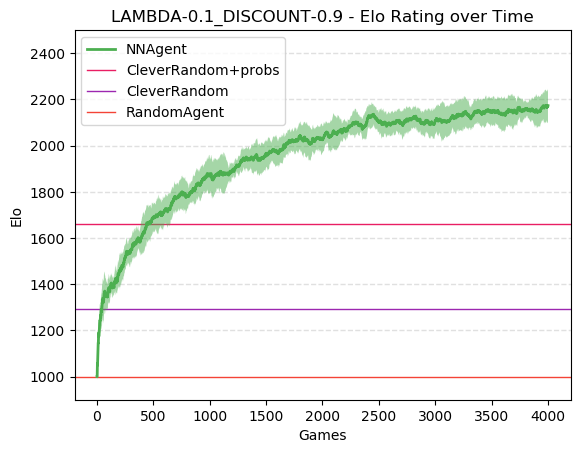 LAMBDA-0.1_DISCOUNT-0.9 - Elo Rating over Time
NNAgent
CleverRandom+probs
CleverRandom
RandomAgent
Elo
2400
2200
2000
1800
1600
1400
1200
1000
0 500 1000 1500 2000 2500 3000 3500 4000
Games